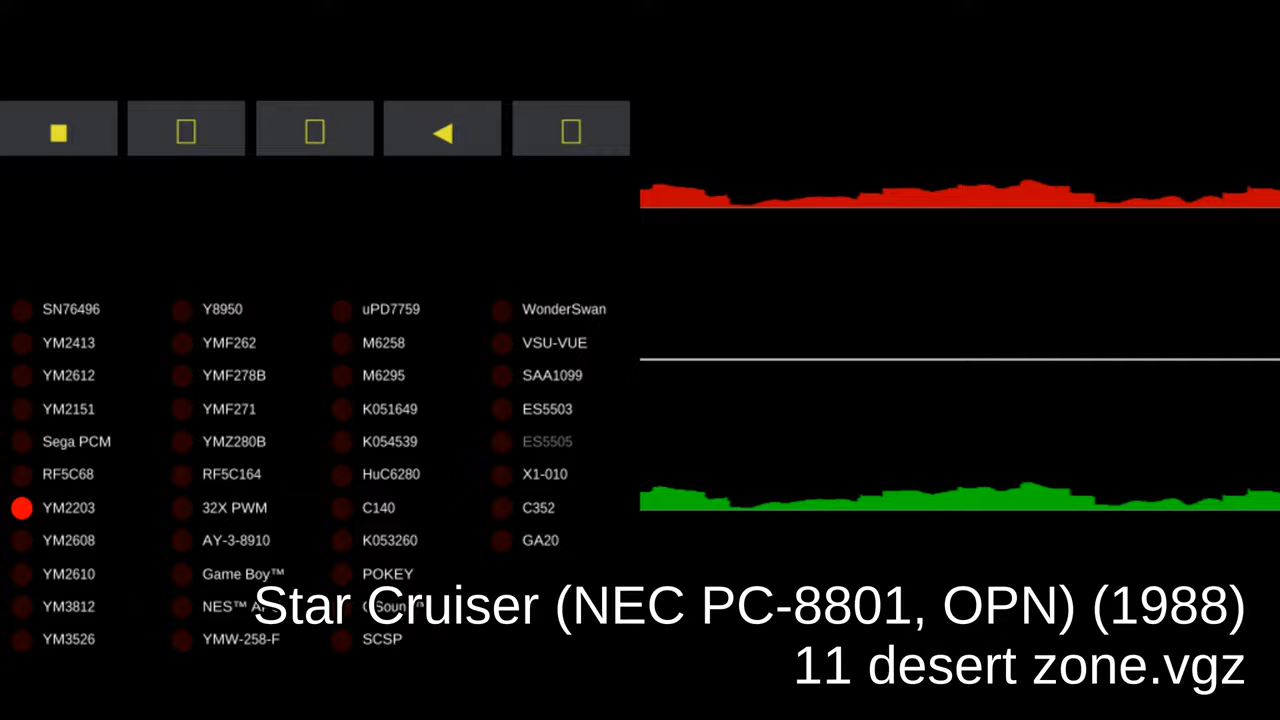 SN76496
YM2413
YM2612
YM2151
Sega PCM
RF5C68
YM2203
YM2608
YM2610
YM3812
YM3526
Y8950
YMF262
YMF278B
YMF271
YMZ280B
RF5C164
32X PWM
AY-3-8910
Game Boy™
NES™
YMW-258-F
uPD7759
M6258
M6295
K051649
K054539
HuC6280
C140
K053260
POKEY
SCSP
WonderSwan
VSU-VUE
SAA1099
ES5503
ES5505
X1-010
C352
GA20
Star Cruiser (NEC PC-8801, OPN) (1988)
11 desert zone.vgz